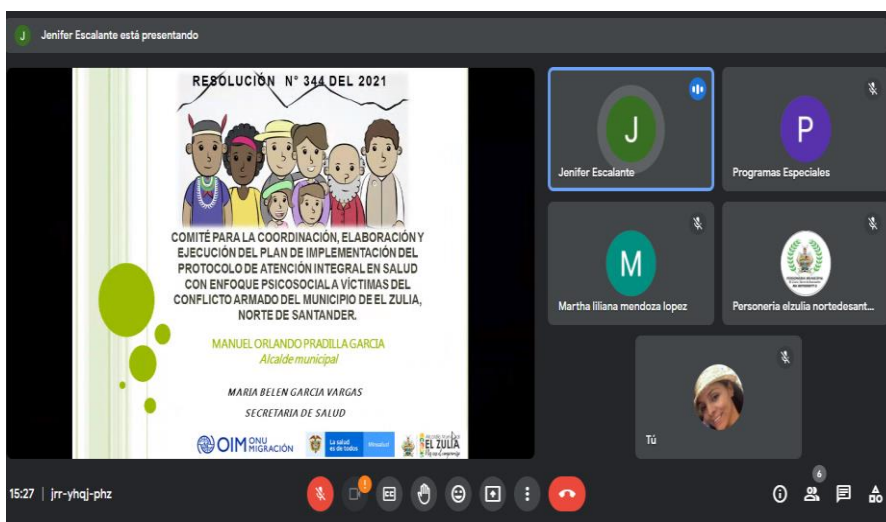 J Jenifer Escalante está presentando
RESOLUCIÓN N° 344 DEL 2021
COMITÉ PARA LA COORDINACIÓN, ELABORACIÓN Y
EJECUCIÓN DEL PLAN DE IMPLEMENTACIÓN DEL
PROTOCOLO DE ATENCIÓN INTEGRAL EN SALUD
CON ENFOQUE PSICOSOCIAL A VÍCTIMAS DEL
CONFLICTO ARMADO DEL MUNICIPIO DE EL ZULIA,
NORTE DE SANTANDER.
MANUEL ORLANDO PRADILLA GARCIA
Alcalde municipal
MARIA BELEN GARCIA VARGAS
SECRETARIA DE SALUD
OIM ONU MIGRACIÓN
La salud
es de todos
Minsalud
EL ZULIA
J
Jenifer Escalante
P
Programas Especiales
M
Martha liliana mendoza lopez
Personeria elzulia nortedesant...
Tú
15:27 | jrr-yhqj-phz
CC
6